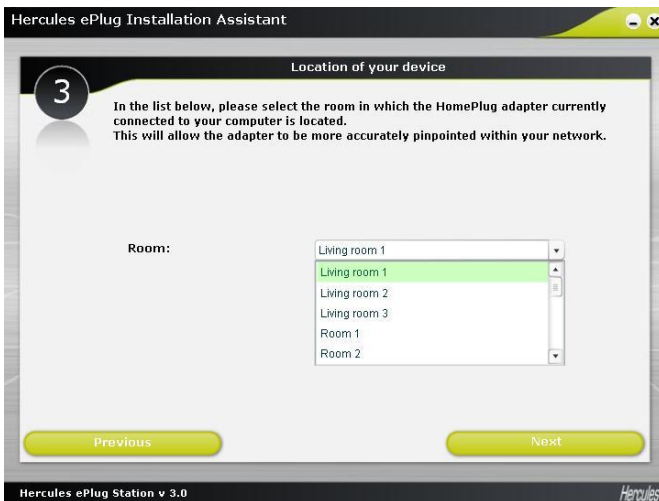 Hercules ePlug Installation Assistant
Location of your device
3
In the list below, please select the room in which the HomePlug adapter currently
connected to your computer is located.
This will allow the adapter to be more accurately pinpointed within your network.
Room:
Living room 1
Living room 1
Living room 2
Living room 3
Room 1
Room 2
Previous
Next
Hercules ePlug Station v 3.0
Hercules